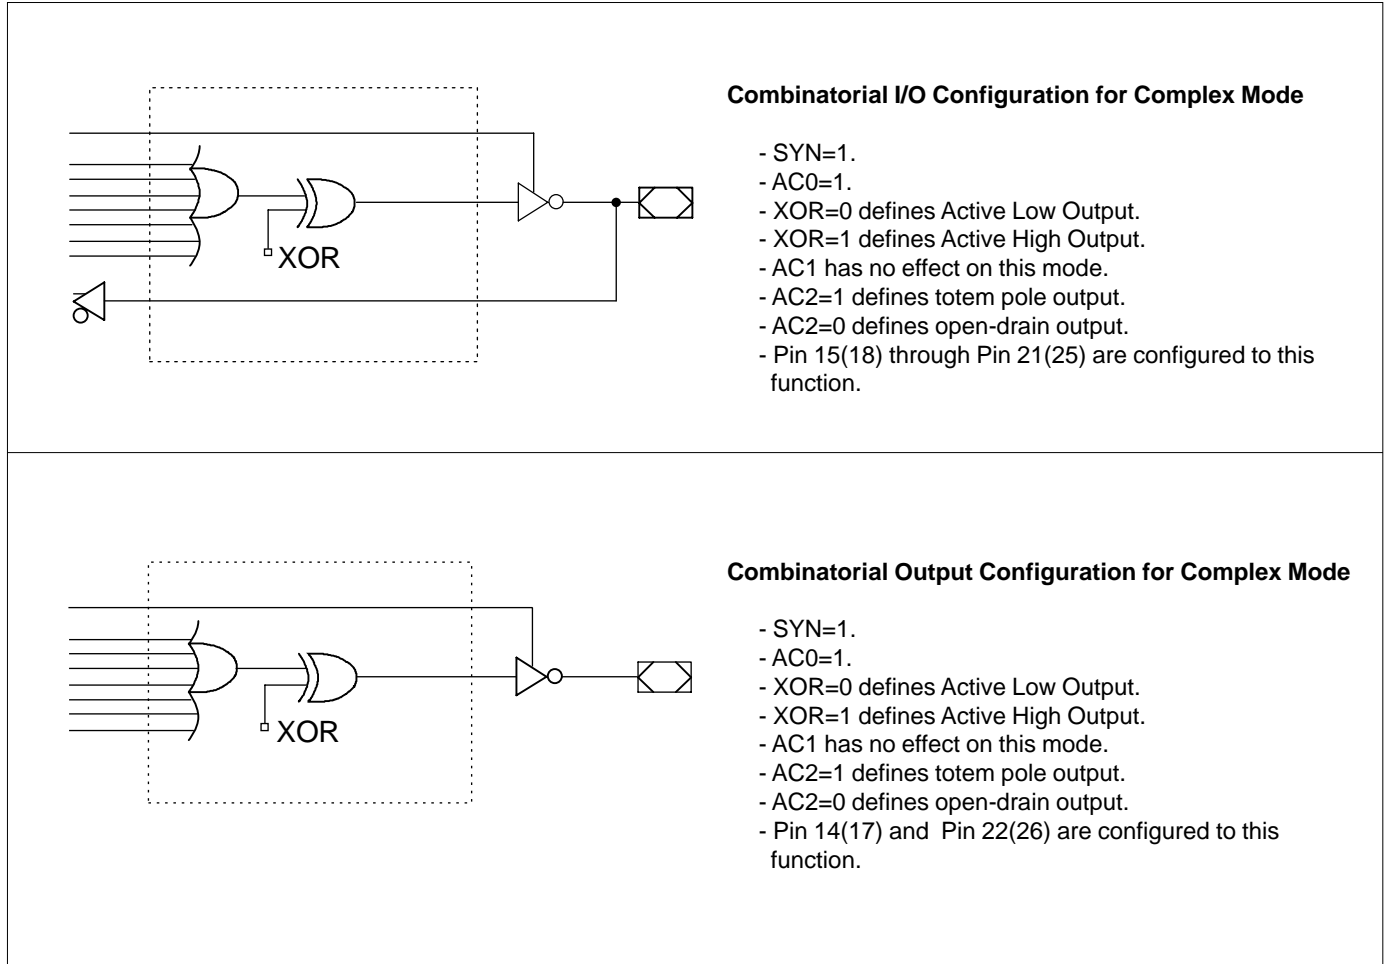 Combinatorial I/O Configuration for Complex Mode
- SYN=1.
- AC0=1.
- XOR=0 defines Active Low Output.
- XOR=1 defines Active High Output.
- AC1 has no effect on this mode.
- AC2=1 defines totem pole output.
- AC2=0 defines open-drain output.
- Pin 15(18) through Pin 21(25) are configured to this
function.
XOR
Combinatorial Output Configuration for Complex Mode
- SYN=1.
- AC0=1.
- XOR=0 defines Active Low Output.
- XOR=1 defines Active High Output.
- AC1 has no effect on this mode.
- AC2=1 defines totem pole output.
- AC2=0 defines open-drain output.
- Pin 14(17) and  Pin 22(26) are configured to this
function.
XOR